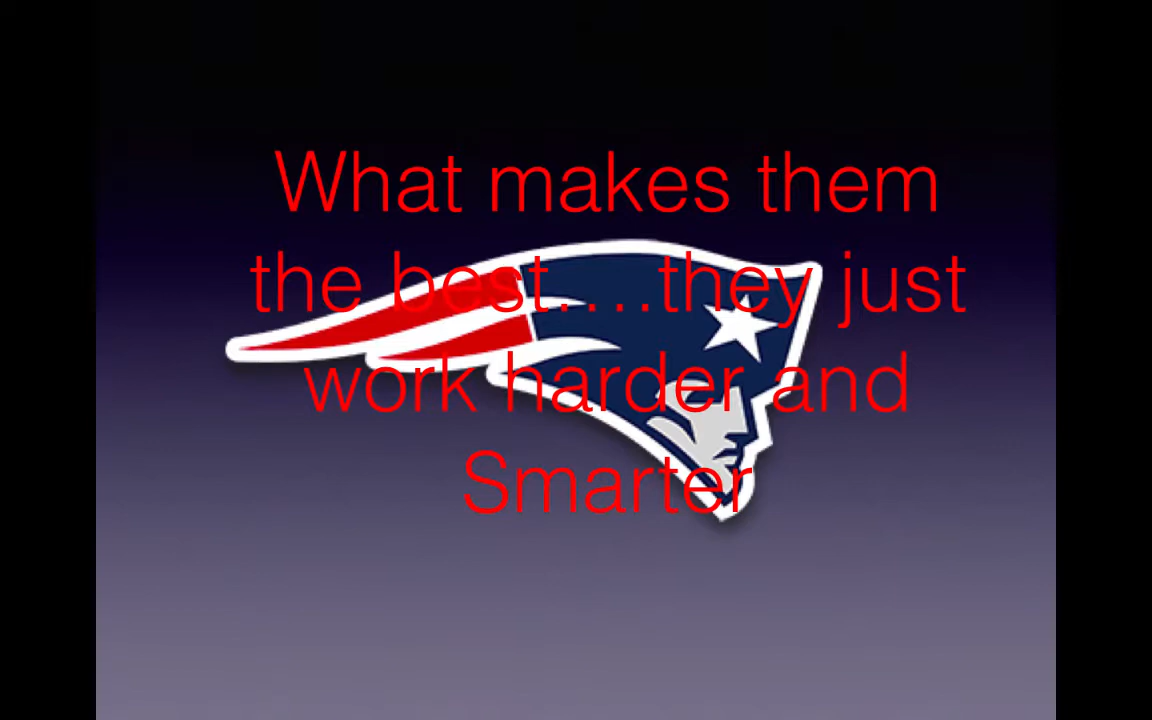 What makes them
the best….they just
work harder and
Smarter